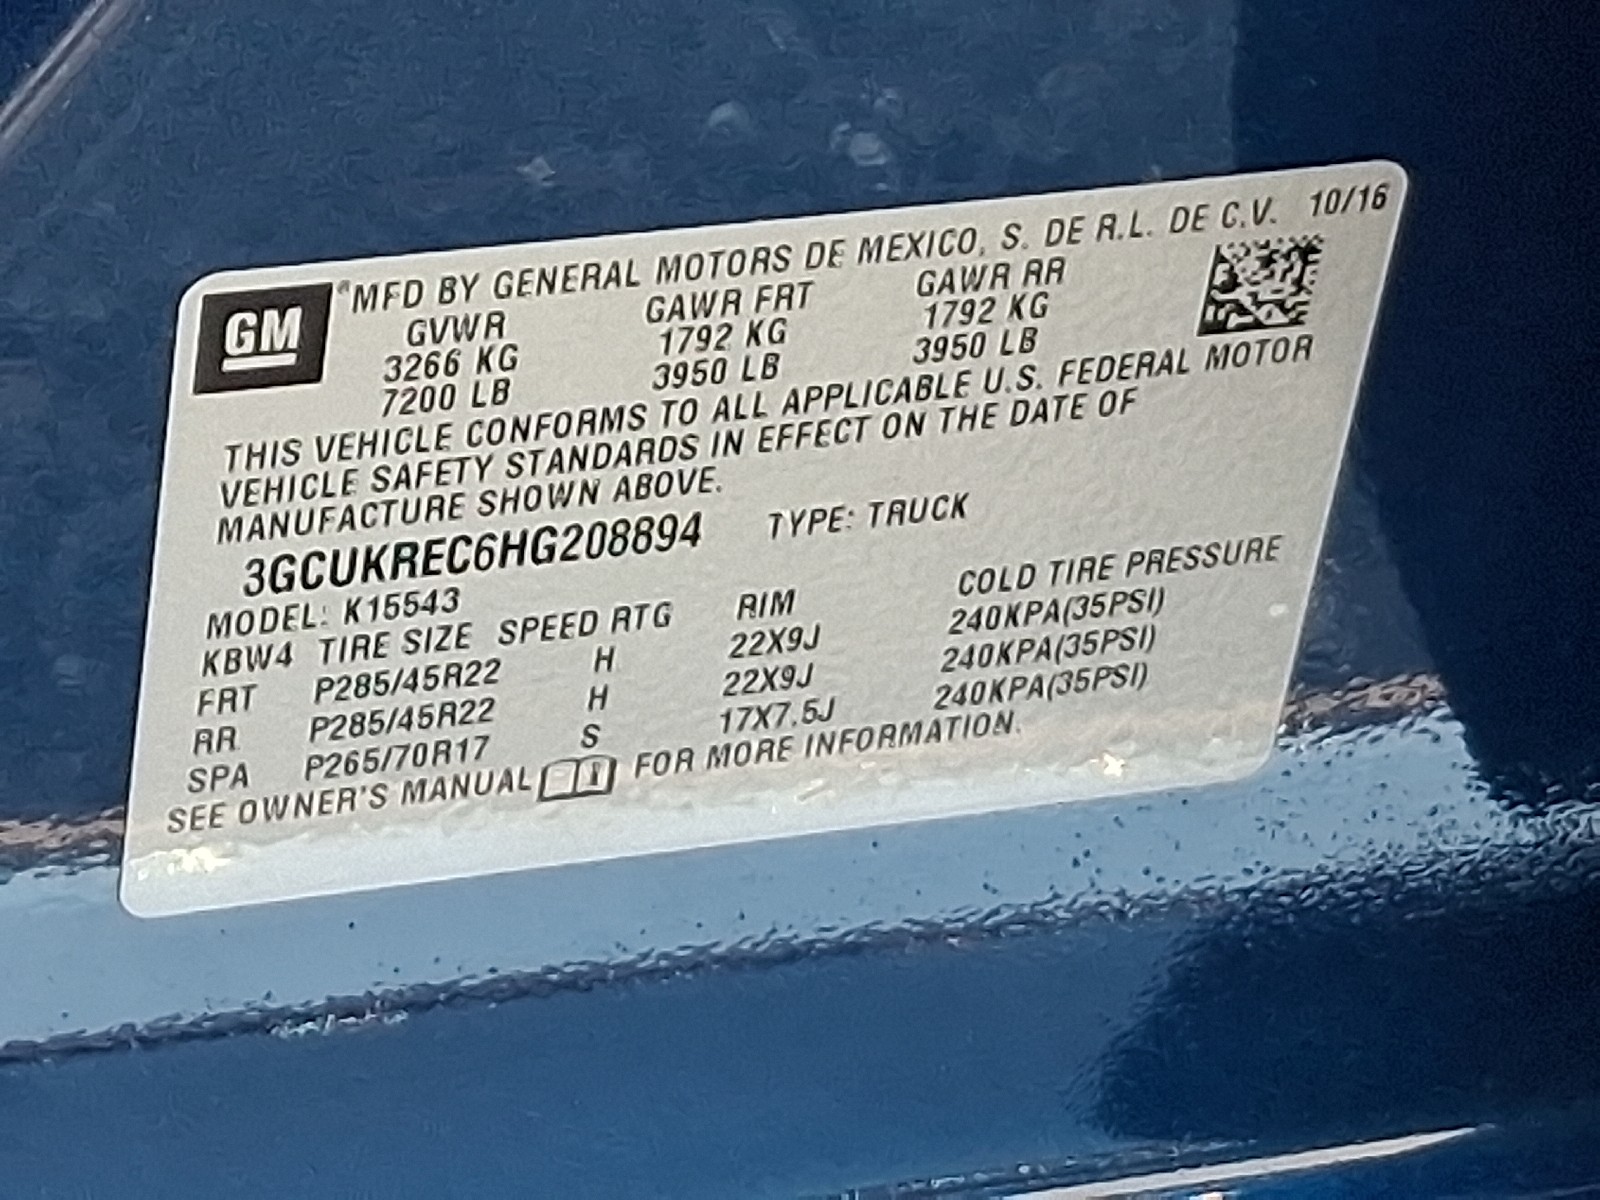 GM
®MFD BY GENERAL MOTORS DE MEXICO, S. DE R.L. DE C.V. 10/16
GVWR GAWR FRT GAWR RR
3266 KG 1792 KG 1792 KG
7200 LB 3950 LB 3950 LB
THIS VEHICLE CONFORMS TO ALL APPLICABLE U.S. FEDERAL MOTOR
VEHICLE SAFETY STANDARDS IN EFFECT ON THE DATE OF
MANUFACTURE SHOWN ABOVE.
3GCUKREC6HG208894 TYPE: TRUCK
MODEL: K15543
KBW4 TIRE SIZE SPEED RTG RIM COLD TIRE PRESSURE
FRT P285/45R22 H 22X9J 240KPA(35PSI)
RR P285/45R22 H 22X9J 240KPA(35PSI)
SPA P265/70R17 S 17X7.5J 240KPA(35PSI)
SEE OWNER'S MANUAL FOR MORE INFORMATION.